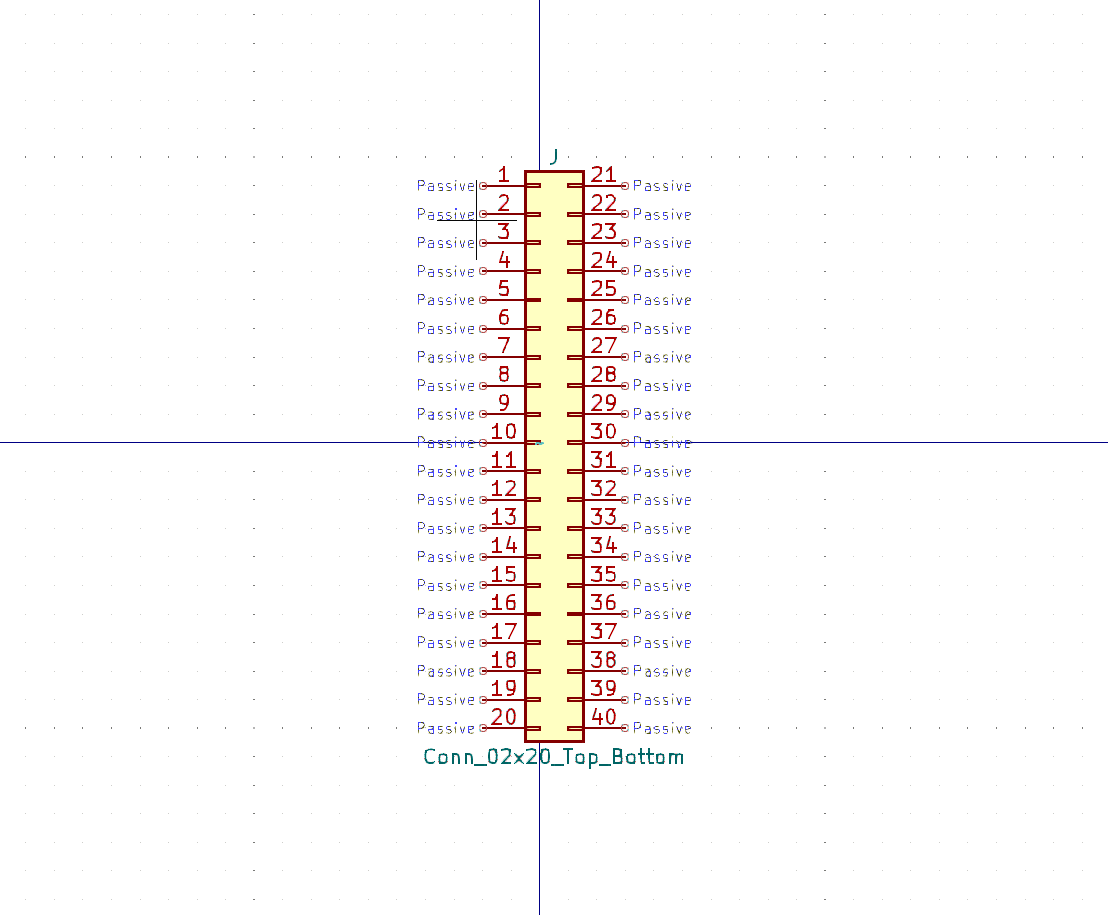 J
Passive 1 21 Passive
Passive 2 22 Passive
Passive 3 23 Passive
Passive 4 24 Passive
Passive 5 25 Passive
Passive 6 26 Passive
Passive 7 27 Passive
Passive 8 28 Passive
Passive 9 29 Passive
Passive 10 30 Passive
Passive 11 31 Passive
Passive 12 32 Passive
Passive 13 33 Passive
Passive 14 34 Passive
Passive 15 35 Passive
Passive 16 36 Passive
Passive 17 37 Passive
Passive 18 38 Passive
Passive 19 39 Passive
Passive 20 40 Passive
Conn_02x20_Top_Bottom